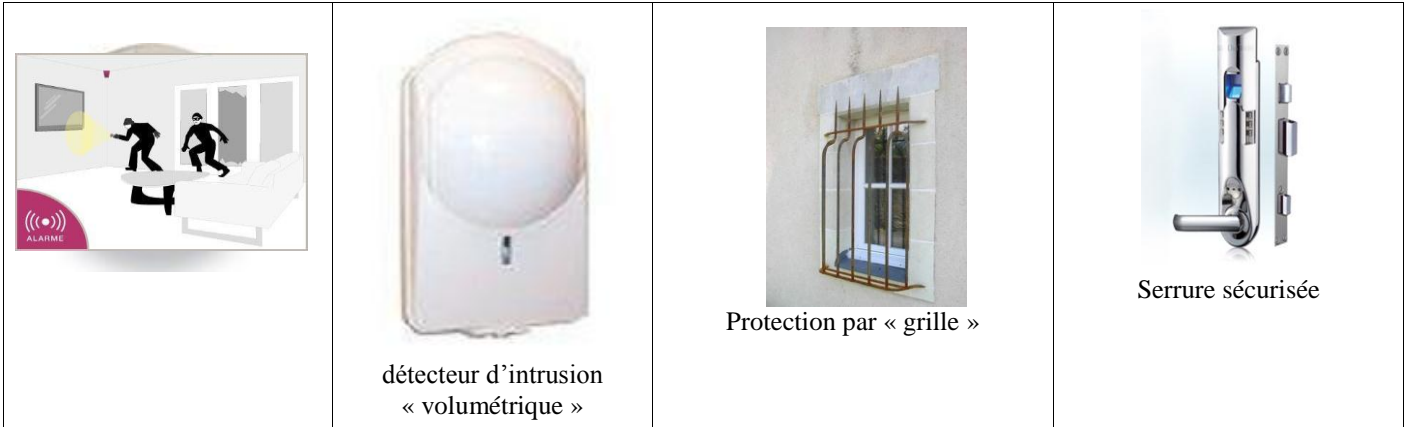 (((•)))
ALARME
détecteur d’intrusion
« volumétrique »
Protection par « grille »
Serrure sécurisée